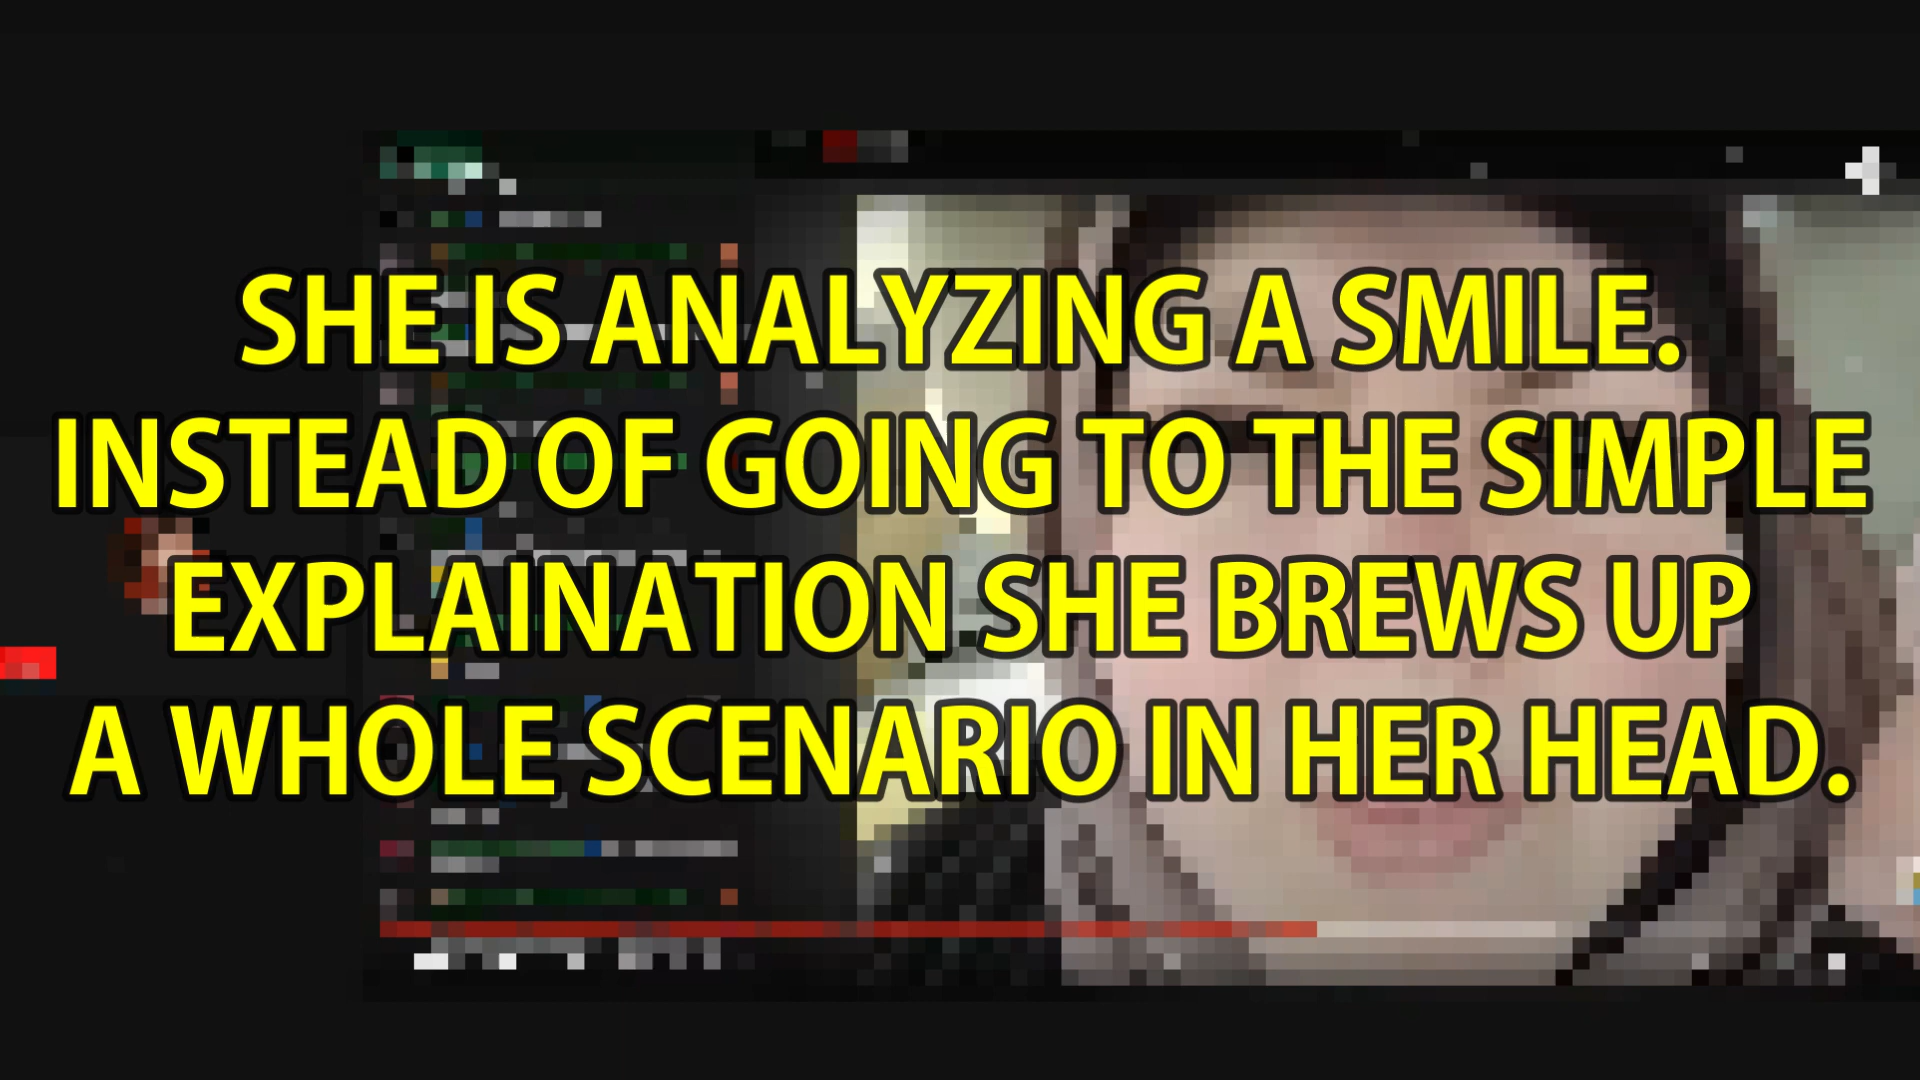 SHE IS ANALYZING A SMILE.
INSTEAD OF GOING TO THE SIMPLE
EXPLAINATION SHE BREWS UP
A WHOLE SCENARIO IN HER HEAD.